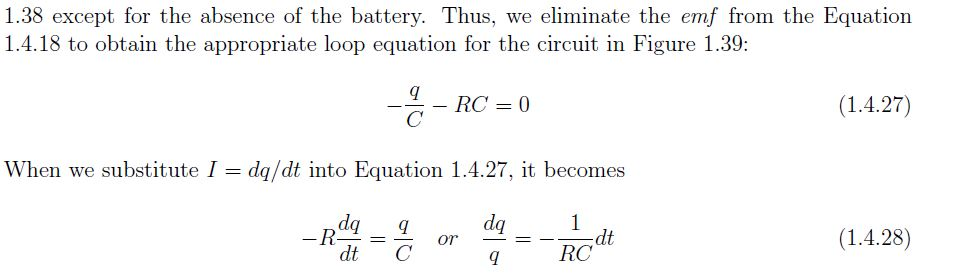 1.38 except for the absence of the battery. Thus, we eliminate the emf from the Equation
1.4.18 to obtain the appropriate loop equation for the circuit in Figure 1.39:
−q/C − RC = 0 (1.4.27)
When we substitute I = dq/dt into Equation 1.4.27, it becomes
−R dq/dt = q/C or dq/q = −1/RC dt (1.4.28)